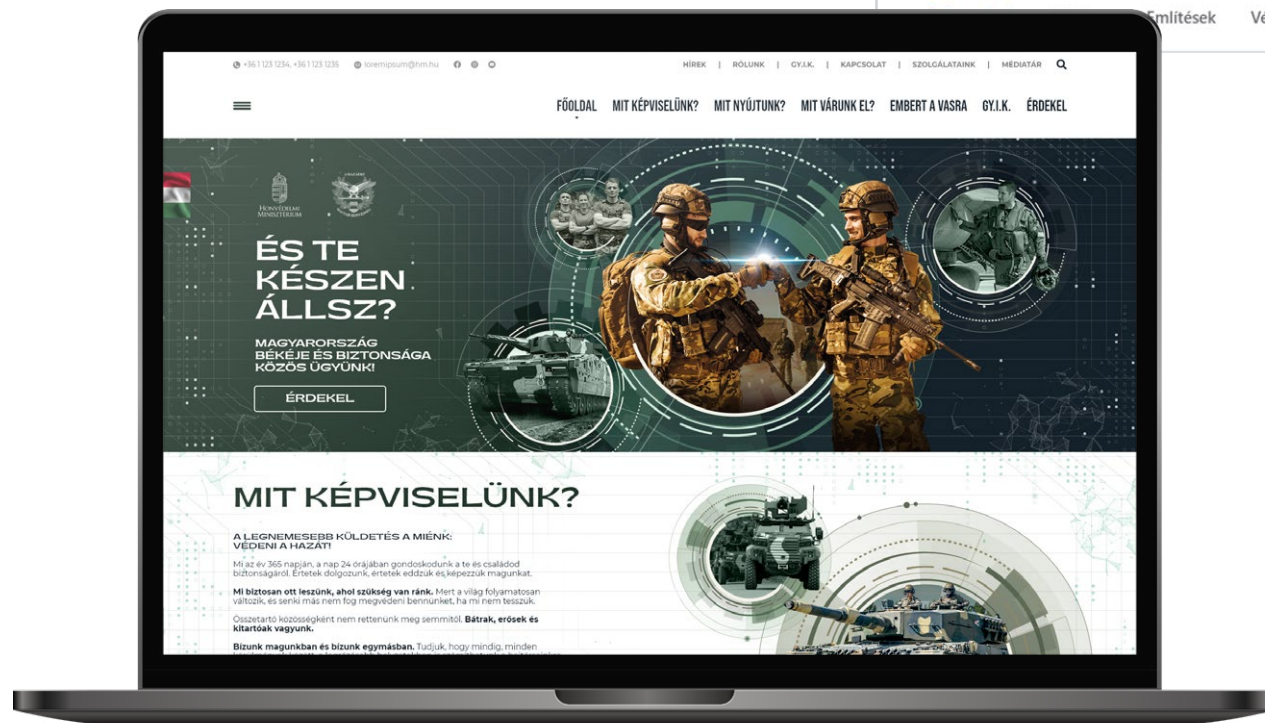 Említések Vé
+36 1 123 1234, +36 1 123 1235 loremipsum@hm.hu
HÍREK | RÓLUNK | GY.I.K. | KAPCSOLAT | SZOLGÁLATAINK | MÉDIATÁR
FŐOLDAL MIT KÉPVISELÜNK? MIT NYÚJTUNK? MIT VÁRUNK EL? EMBERT A VASRA GY.I.K. ÉRDEKEL
HONVÉDELMI
MINISZTÉRIUM
ÉS TE
KÉSZEN
ÁLLSZ?
MAGYARORSZÁG
BÉKÉJE ÉS BIZTONSÁGA
KÖZÖS ÜGYÜNK!
ÉRDEKEL
MIT KÉPVISELÜNK?
A LEGNEMESEBB KÜLDETÉS A MIÉNK:
VÉDENI A HAZÁT!
Mi az év 365 napján, a nap 24 órájában gondoskodunk a te és családod
biztonságáról. Értetek dolgozunk, értetek eddzük és képezzük magunkat.
Mi biztosan ott leszünk, ahol szükség van ránk. Mert a világ folyamatosan
változik, és senki más nem fog megvédeni bennünket, ha mi nem tesszük.
Összetartó közösségként nem rettenünk meg semmitől. Bátrak, erősek és
kitartóak vagyunk.
Bízunk magunkban és bízunk egymásban. Tudjuk, hogy mindig, minden